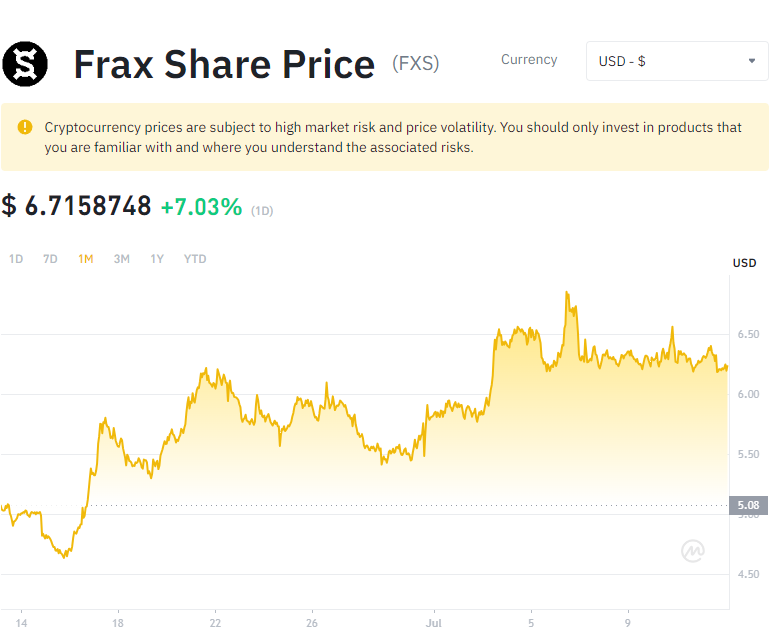 Frax Share Price (FXS) Currency USD - $
Cryptocurrency prices are subject to high market risk and price volatility. You should only invest in products that
you are familiar with and where you understand the associated risks.
$ 6.7158748 +7.03% (1D)
1D 7D 1M 3M 1Y YTD
USD
6.50
6.00
5.50
5.08
5.00
4.50
14 18 22 26 Jul 5 9